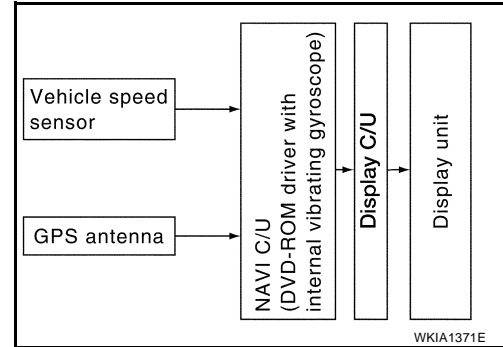 Vehicle speed
sensor
GPS antenna
NAVI C/U
(DVD-ROM driver with
internal vibrating gyroscope)
Display C/U
Display unit
WKIA1371E